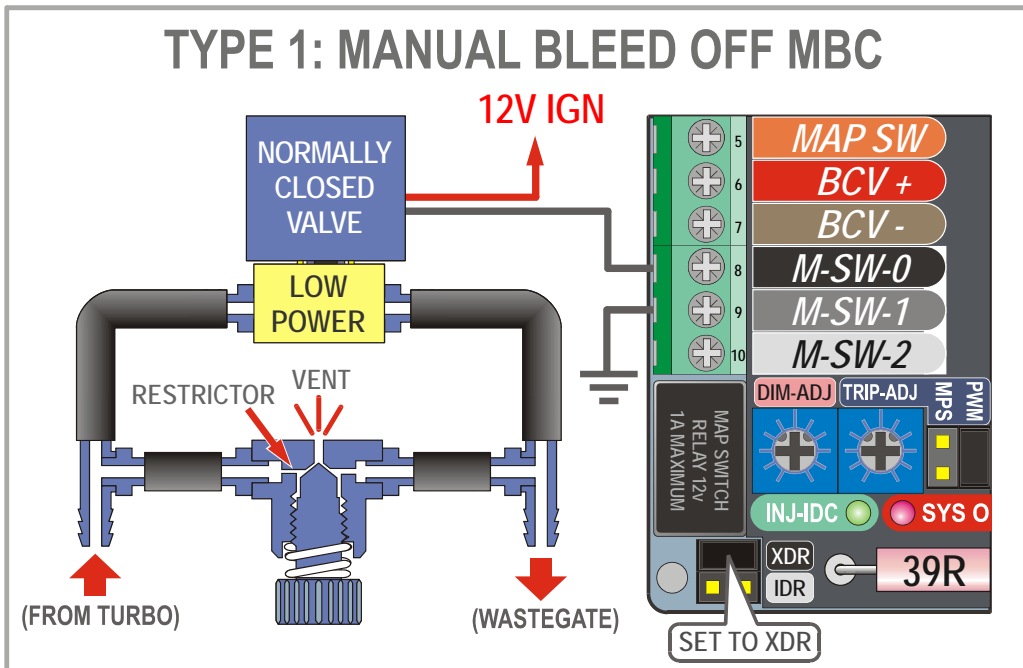 TYPE 1: MANUAL BLEED OFF MBC
12V IGN
NORMALLY
CLOSED
VALVE
LOW
POWER
RESTRICTOR
VENT
(FROM TURBO)
(WASTEGATE)
5
MAP SW
6
BCV +
7
BCV -
8
M-SW-0
9
M-SW-1
10
M-SW-2
MAP SWITCH
RELAY 12v
1A MAXIMUM
DIM-ADJ
TRIP-ADJ
MPS
PWM
INJ-IDC
SYS O
XDR
IDR
39R
SET TO XDR